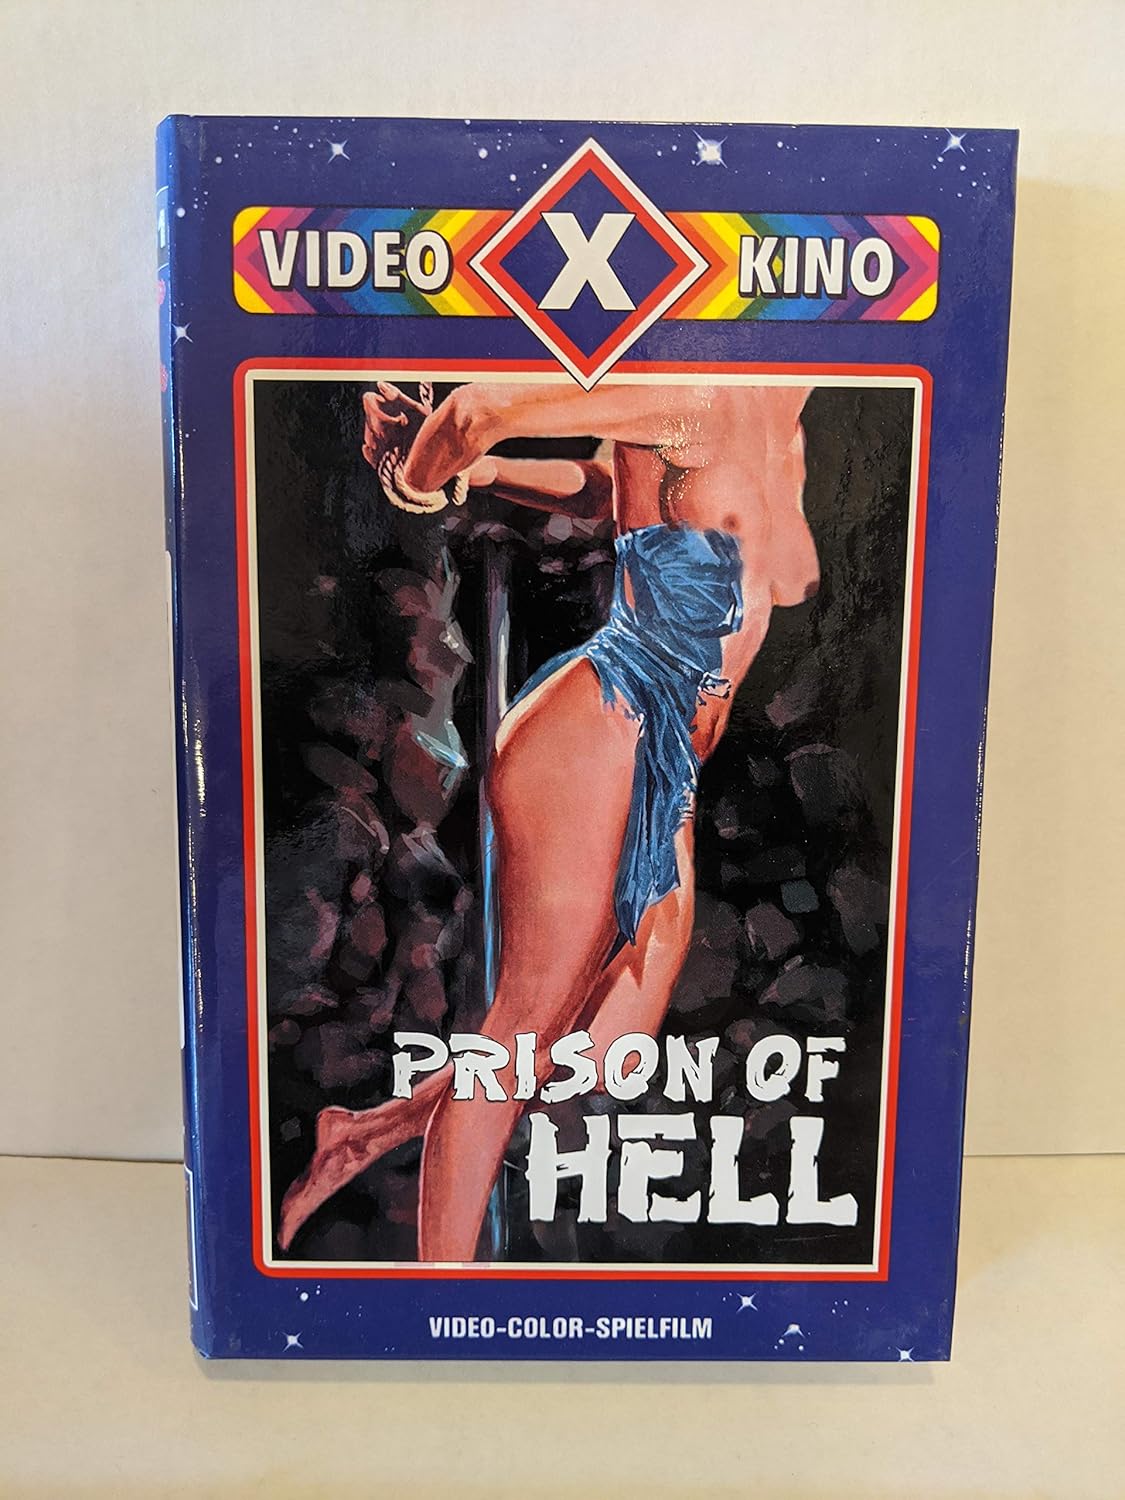 VIDEO X KINO
PRISON OF
HELL
VIDEO-COLOR-SPIELFILM